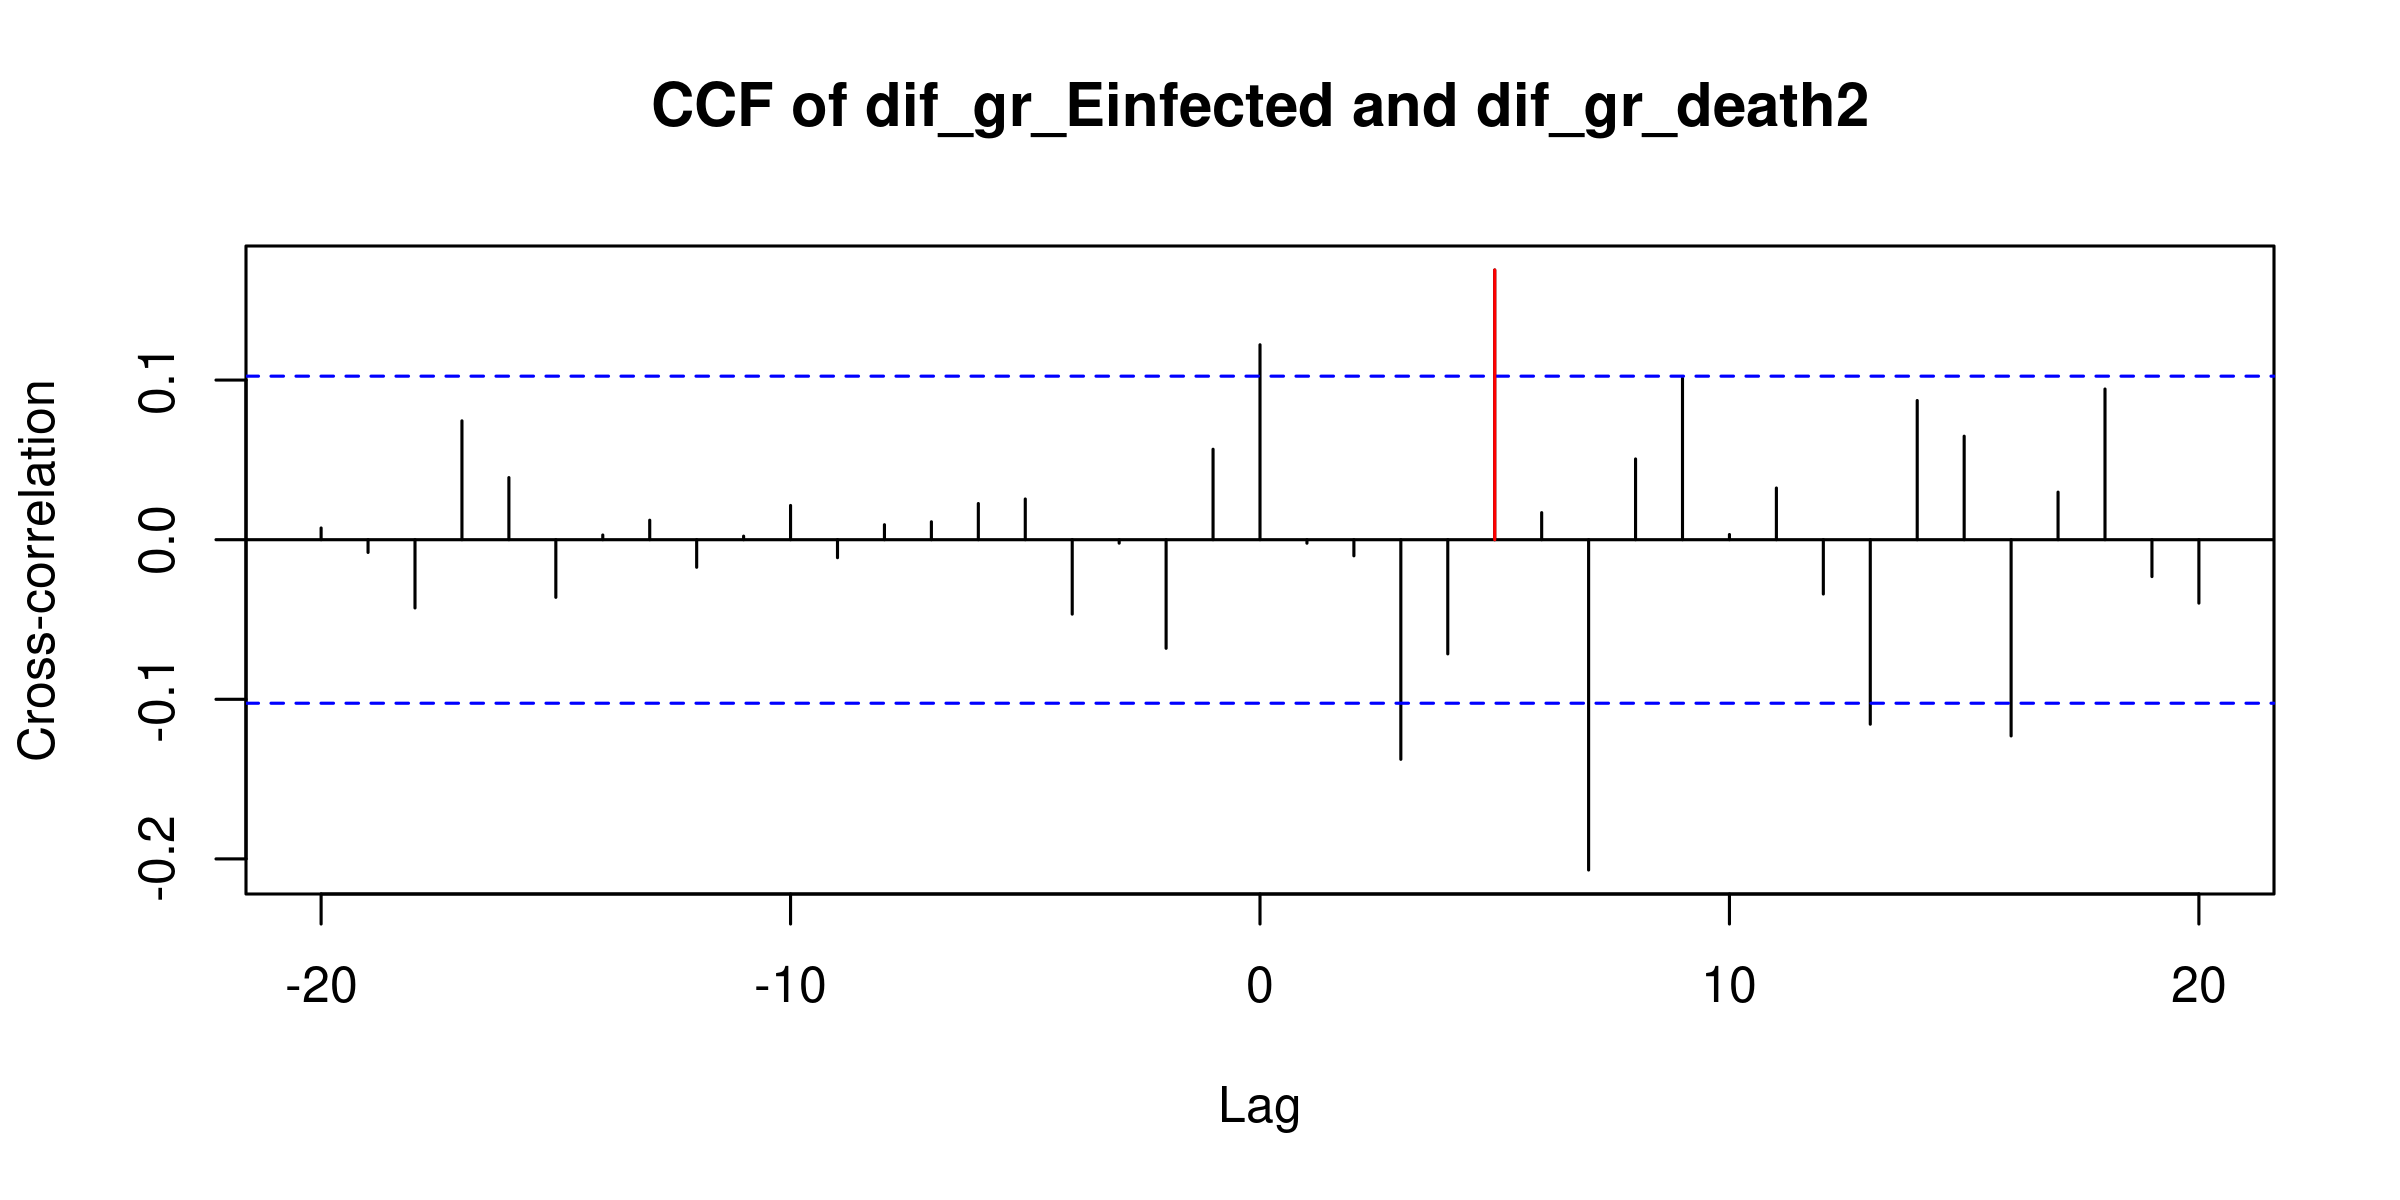 CCF of dif_gr_Einfected and dif_gr_death2
Cross-correlation
0.1
0.0
-0.1
-0.2
-20 -10 0 10 20
Lag